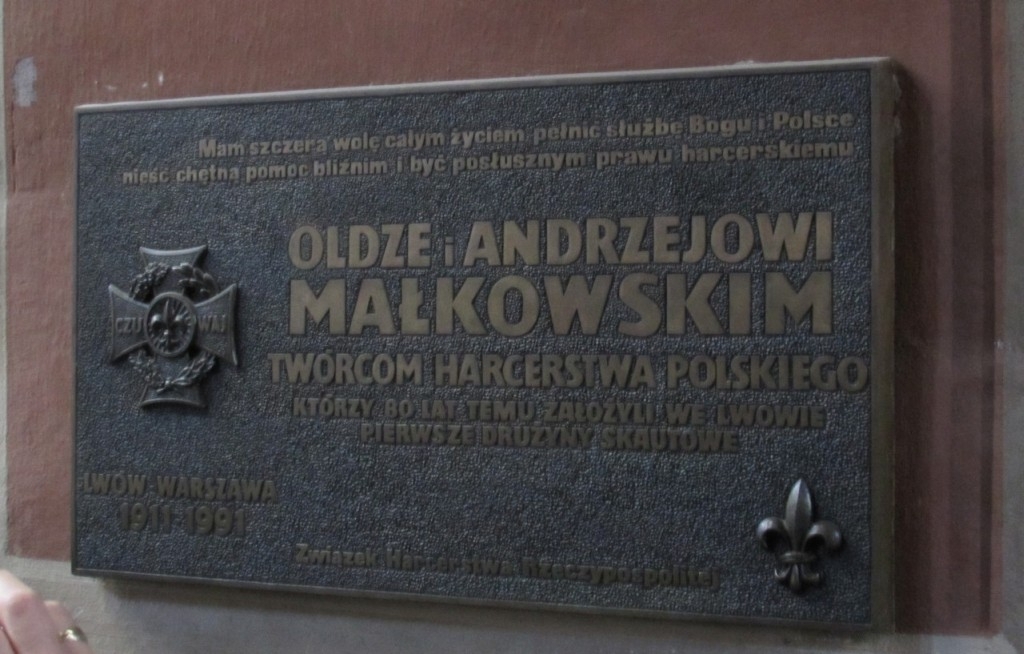 Mam szczerą wolę całym życiem pełnić służbę Bogu i Polsce
nieść chętną pomoc bliźnim i być posłusznym prawu harcerskiemu
OLDZE i ANDRZEJOWI
MAŁKOWSKIM
TWÓRCOM HARCERSTWA POLSKIEGO
KTÓRZY 80 LAT TEMU ZAŁOŻYLI WE LWOWIE
PIERWSZE DRUŻYNY SKAUTOWE
CZU WAJ
LWÓW-WARSZAWA
1911-1991
Związek Harcerstwa Rzeczypospolitej